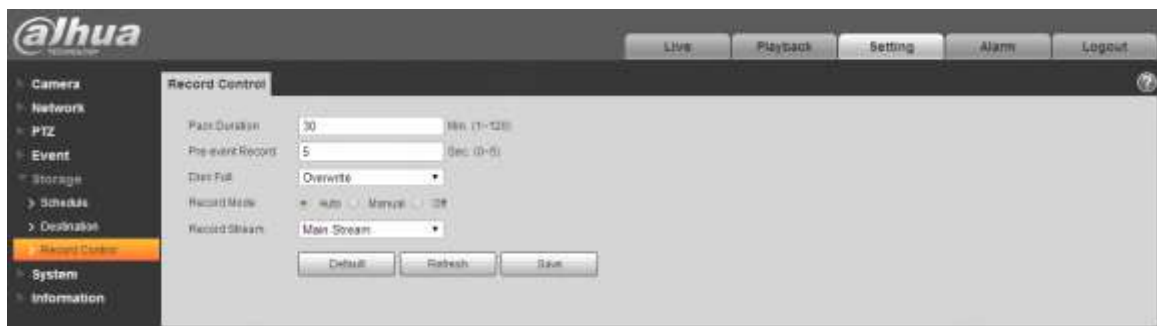 alhua
TECHNOLOGY
Live
Playback
Setting
Alarm
Logout
Camera
Network
PTZ
Event
Storage
Schedule
Destination
Record Control
System
Information
Record Control
?
Pack Duration 30 Min. (1~120)
Pre-event Record 5 Sec. (0~5)
Disk Full Overwrite
Record Mode Auto Manual Off
Record Stream Main Stream
Default Refresh Save